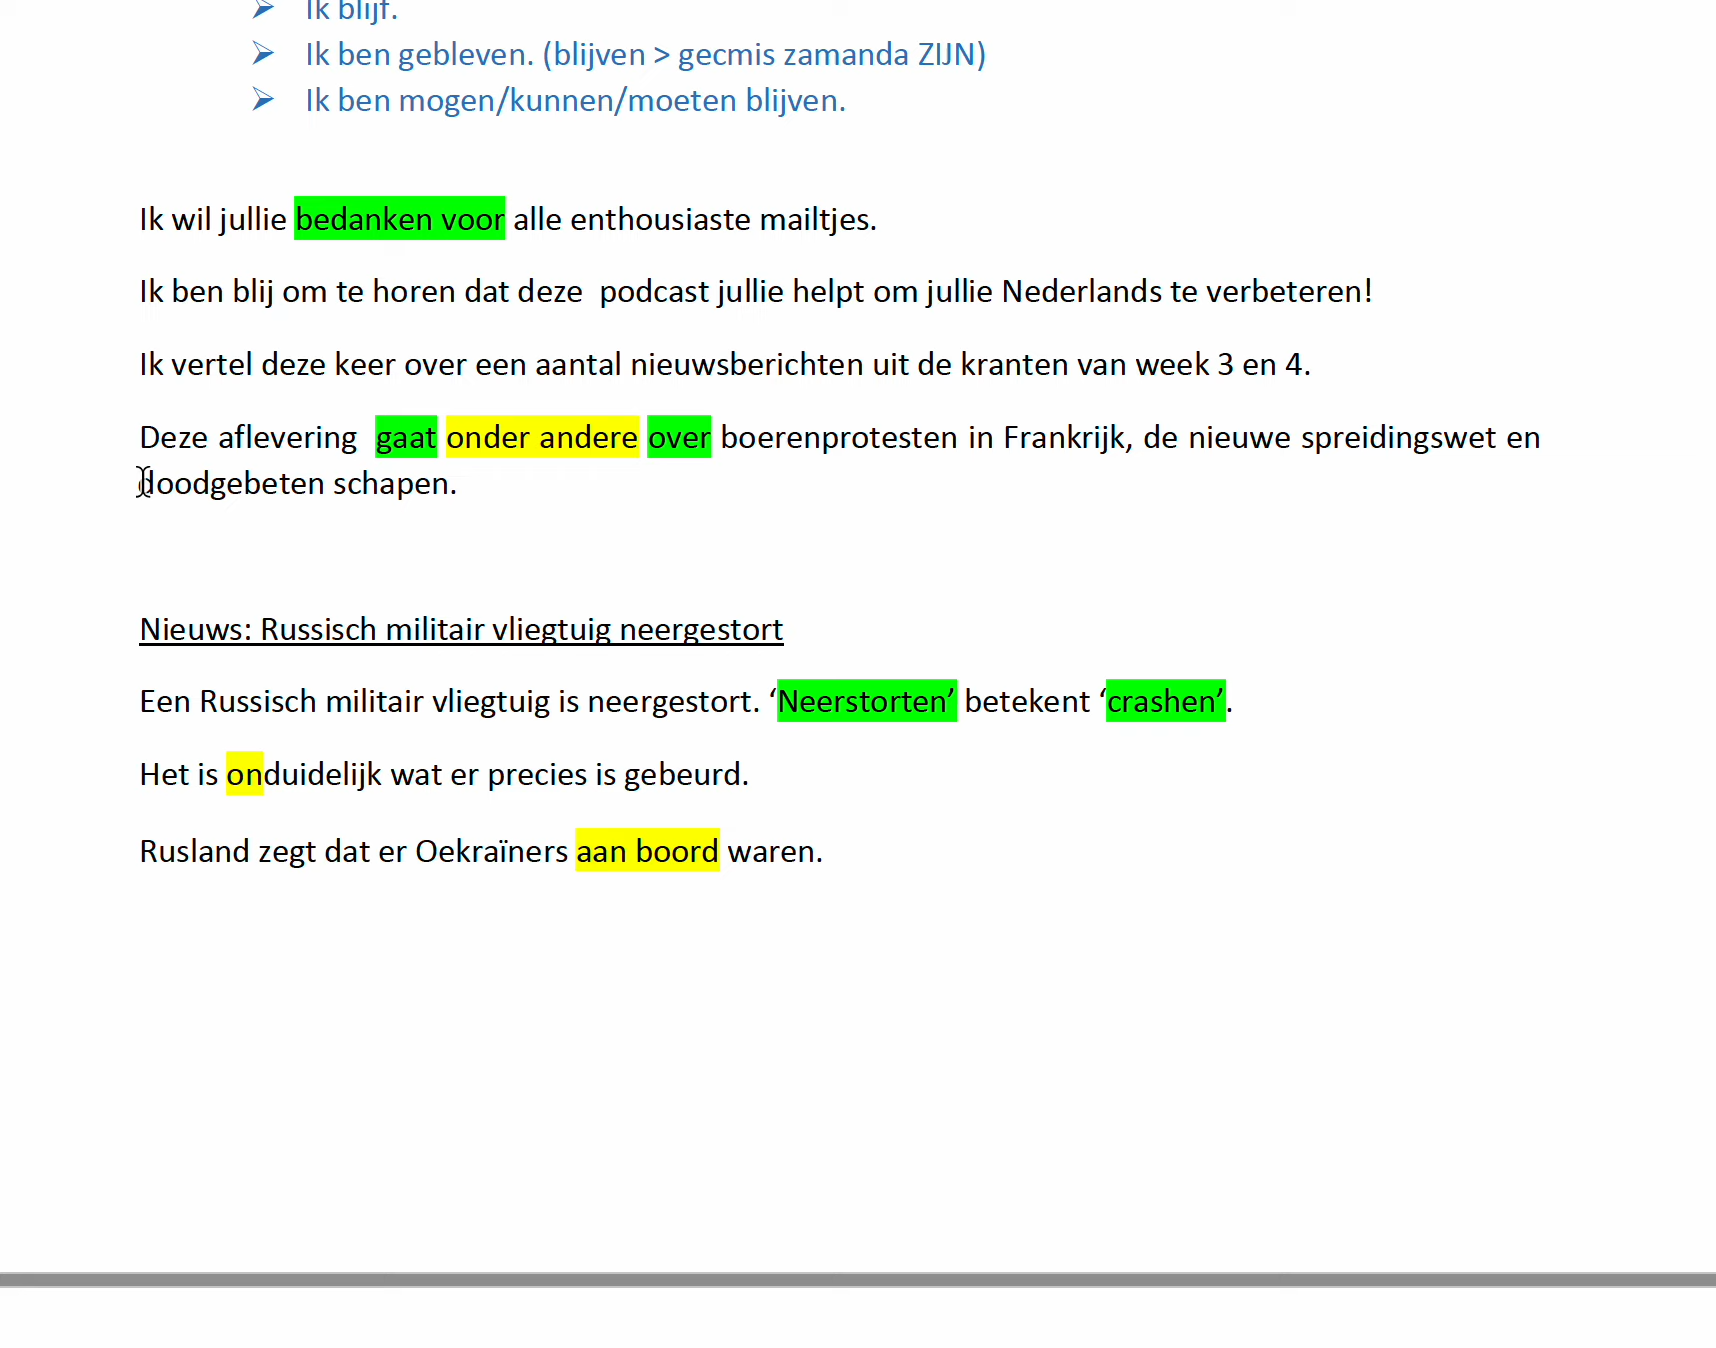 Ik blijf.
Ik ben gebleven. (blijven > gecmis zamanda ZIJN)
Ik ben mogen/kunnen/moeten blijven.
Ik wil jullie bedanken voor alle enthousiaste mailtjes.
Ik ben blij om te horen dat deze  podcast jullie helpt om jullie Nederlands te verbeteren!
Ik vertel deze keer over een aantal nieuwsberichten uit de kranten van week 3 en 4.
Deze aflevering  gaat onder andere over boerenprotesten in Frankrijk, de nieuwe spreidingswet en
doodgebeten schapen.
Nieuws: Russisch militair vliegtuig neergestort
Een Russisch militair vliegtuig is neergestort. ‘Neerstorten’ betekent ‘crashen’.
Het is onduidelijk wat er precies is gebeurd.
Rusland zegt dat er Oekraïners aan boord waren.